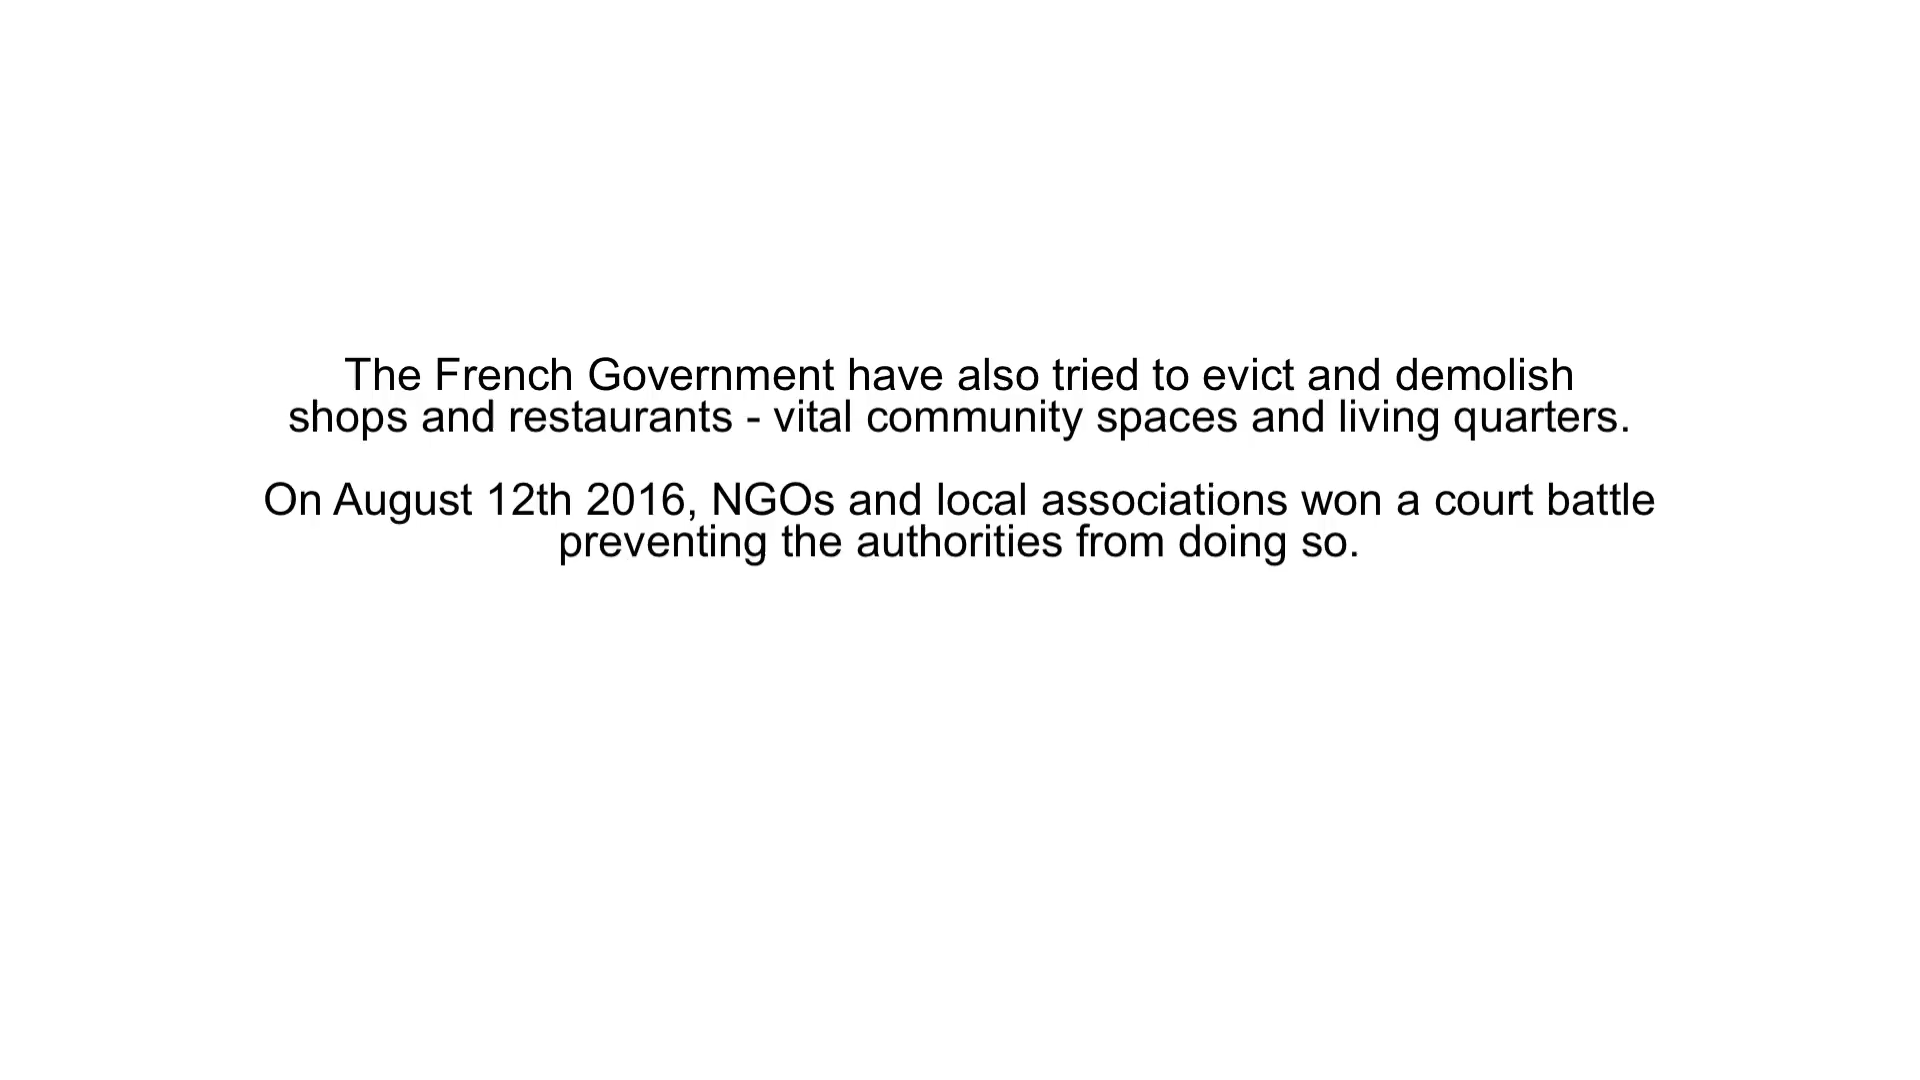 The French Government have also tried to evict and demolish
shops and restaurants - vital community spaces and living quarters.
On August 12th 2016, NGOs and local associations won a court battle
preventing the authorities from doing so.